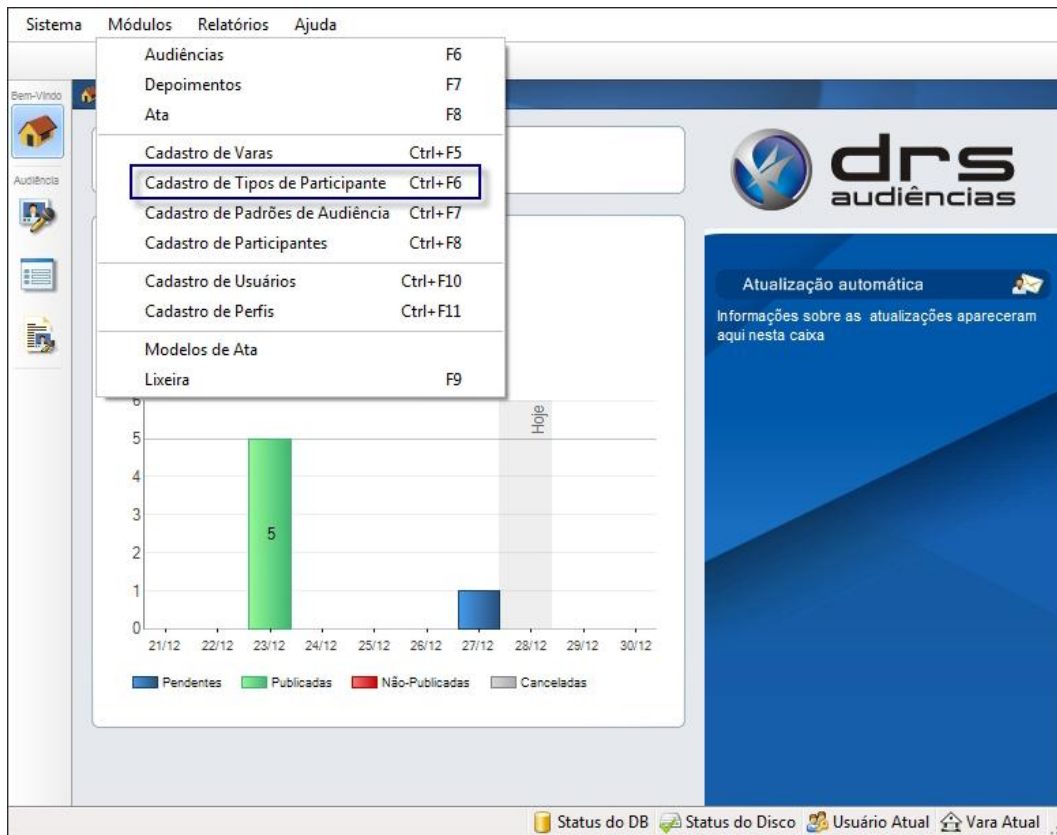 Sistema Módulos Relatórios Ajuda
Audiências F6
Depoimentos F7
Ata F8
Cadastro de Varas Ctrl+F5
Cadastro de Tipos de Participante Ctrl+F6
Cadastro de Padrões de Audiência Ctrl+F7
Cadastro de Participantes Ctrl+F8
Cadastro de Usuários Ctrl+F10
Cadastro de Perfis Ctrl+F11
Modelos de Ata
Lixeira F9
Bem-Vindo
Audiência
drs
audiências
Atualização automática
Informações sobre as atualizações apareceram
aqui nesta caixa
6
5
4
3
2
1
0
Hoje
5
21/12 22/12 23/12 24/12 25/12 26/12 27/12 28/12 29/12 30/12
Pendentes Publicadas Não-Publicadas Canceladas
Status do DB Status do Disco Usuário Atual Vara Atual